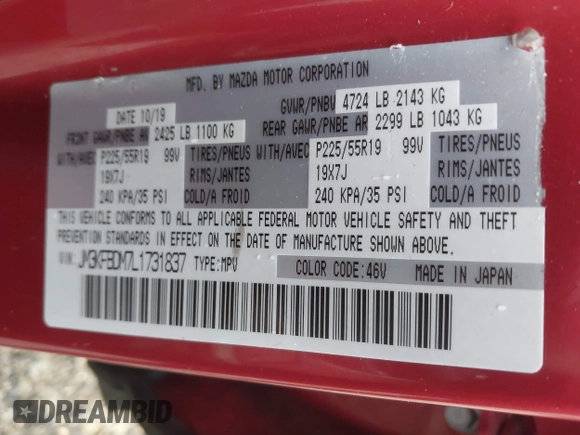 MFD. BY MAZDA MOTOR CORPORATION
DATE 10/19 GVWR/PNBV 4724 LB 2143 KG
FRONT GAWR/PNBE AV 2425 LB 1100 KG REAR GAWR/PNBE AR 2299 LB 1043 KG
WITH/AVEC P225/55R19 99V TIRES/PNEUS WITH/AVEC P225/55R19 99V TIRES/PNEUS
19X7J RIMS/JANTES 19X7J RIMS/JANTES
240 KPA/35 PSI COLD/A FROID 240 KPA/35 PSI COLD/A FROID
THIS VEHICLE CONFORMS TO ALL APPLICABLE FEDERAL MOTOR VEHICLE SAFETY AND THEFT
PREVENTION STANDARDS IN EFFECT ON THE DATE OF MANUFACTURE SHOWN ABOVE.
VIN: JM3KFBDM7L1731837 TYPE:MPV COLOR CODE:46V MADE IN JAPAN
DREAMBID